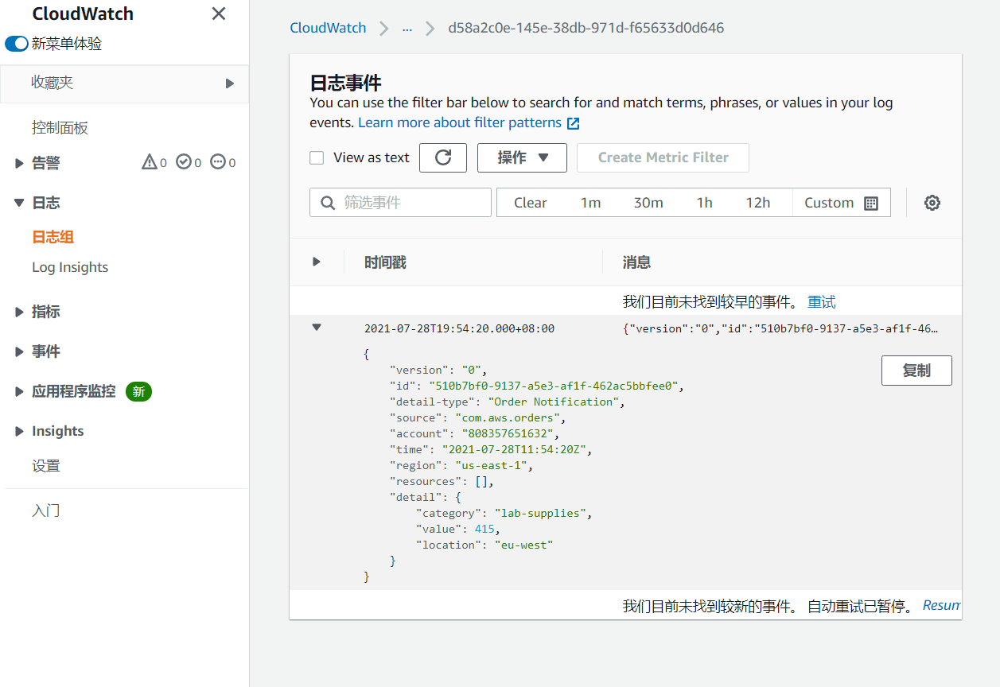 CloudWatch
新菜单体验
收藏夹
控制面板
告警 0 0 0
日志
日志组
Log Insights
指标
事件
应用程序监控 新
Insights
设置
入门
CloudWatch ... d58a2c0e-145e-38db-971d-f65633d0d646
日志事件
You can use the filter bar below to search for and match terms, phrases, or values in your log
events. Learn more about filter patterns
View as text 操作 Create Metric Filter
筛选事件 Clear 1m 30m 1h 12h Custom
时间戳 消息
我们目前未找到较早的事件。 重试
2021-07-28T19:54:20.000+08:00 {"version":"0","id":"510b7bf0-9137-a5e3-af1f-46…
复制
{
"version": "0",
"id": "510b7bf0-9137-a5e3-af1f-462ac5bbfee0",
"detail-type": "Order Notification",
"source": "com.aws.orders",
"account": "808357651632",
"time": "2021-07-28T11:54:20Z",
"region": "us-east-1",
"resources": [],
"detail": {
"category": "lab-supplies",
"value": 415,
"location": "eu-west"
}
}
我们目前未找到较新的事件。 自动重试已暂停。 Resum